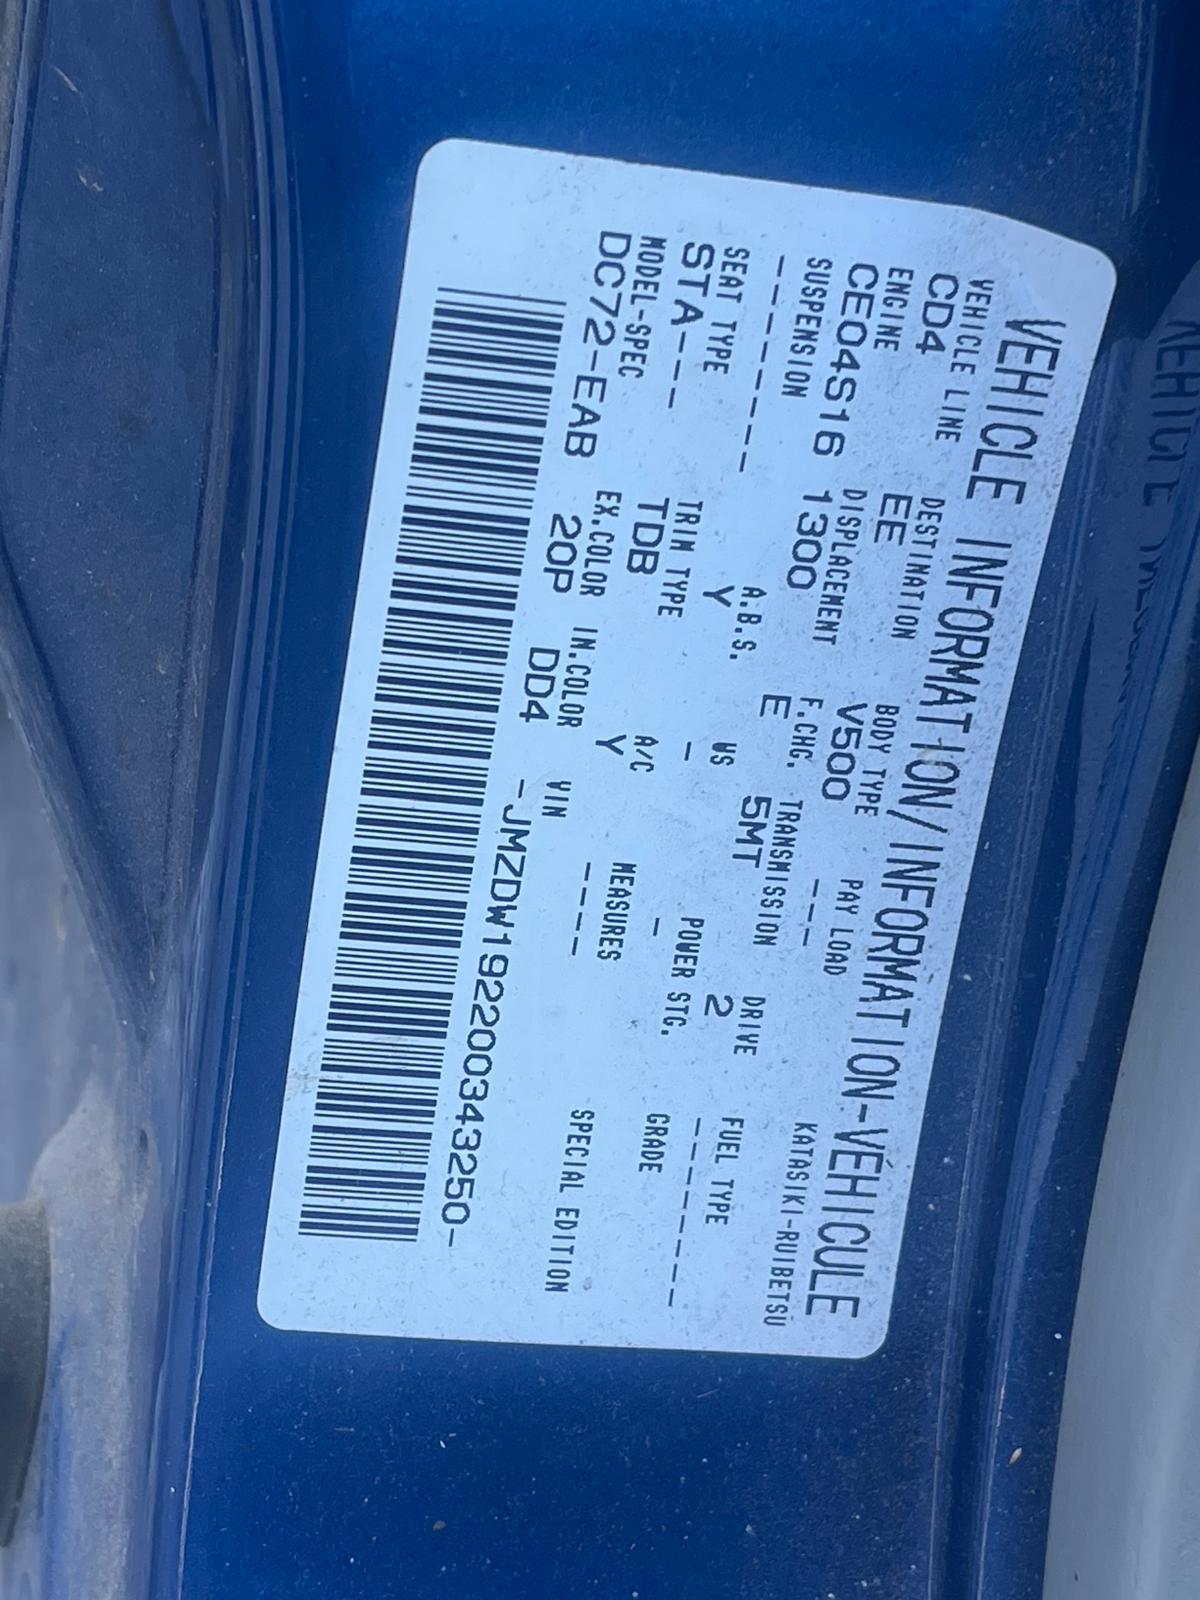 VEHICLE INFORMATION/INFORMATION-VÉHICULE
VEHICLE LINE DESTINATION BODY TYPE PAY LOAD KATASIKI-RUIBETSU
CD4 EE V500 ---
ENGINE DISPLACEMENT F.CHG. TRANSMISSION DRIVE FUEL TYPE
CE04S16 1300 E 5MT 2 -------
SUSPENSION A.B.S. WS POWER STG. GRADE
------- Y - -
SEAT TYPE TRIM TYPE A/C MEASURES SPECIAL EDITION
STA--- TDB Y ----
MODEL-SPEC EX.COLOR IN.COLOR VIN
DC72-EAB 20P DD4 -JMZDW192200343250-